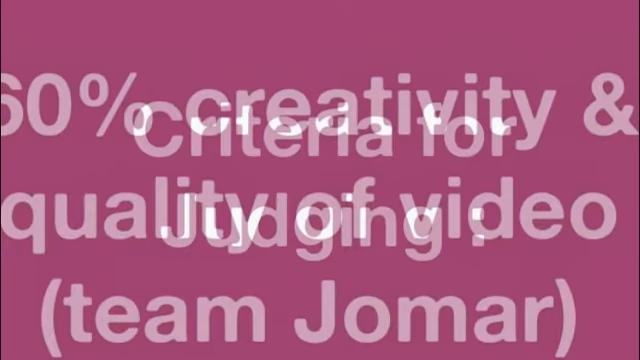 60% creativity &
Criteria for
quality of video
Judging :
(team Jomar)